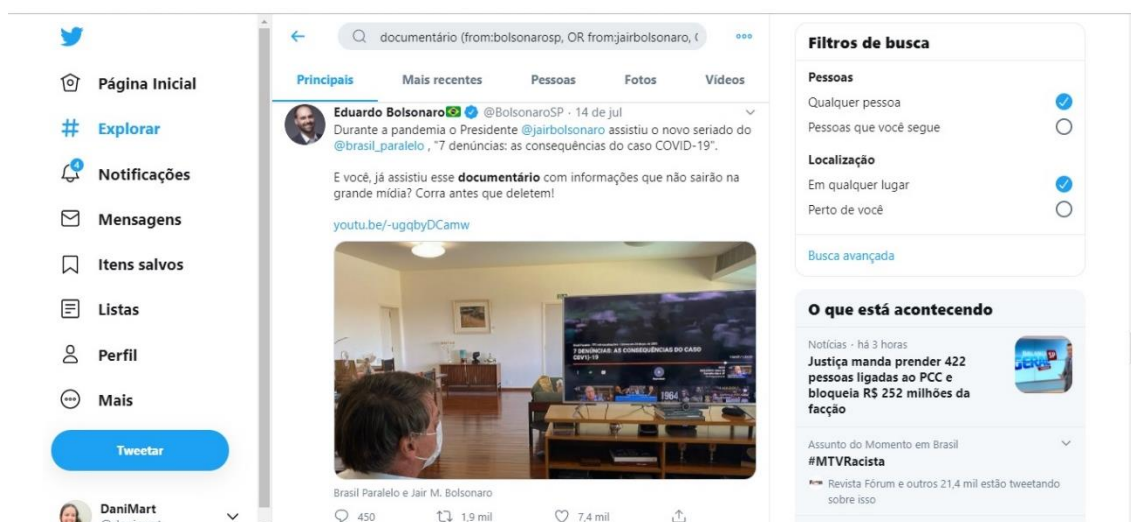 Página Inicial
Explorar
4
Notificações
Mensagens
Itens salvos
Listas
Perfil
Mais
Tweetar
DaniMart
documentário (from:bolsonarosp, OR from:jairbolsonaro, (
Principais
Mais recentes
Pessoas
Fotos
Vídeos
Eduardo Bolsonaro @BolsonaroSP · 14 de jul
Durante a pandemia o Presidente @jairbolsonaro assistiu o novo seriado do
@brasil_paralelo , "7 denúncias: as consequências do caso COVID-19".
E você, já assistiu esse documentário com informações que não sairão na
grande mídia? Corra antes que deletem!
youtu.be/-ugqbyDCamw
7 DENÚNCIAS: AS CONSEQUÊNCIAS DO CASO
1964
Brasil Paralelo e Jair M. Bolsonaro
450
1,9 mil
7,4 mil
Filtros de busca
Pessoas
Qualquer pessoa
Pessoas que você segue
Localização
Em qualquer lugar
Perto de você
Busca avançada
O que está acontecendo
Notícias · há 3 horas
Justiça manda prender 422
pessoas ligadas ao PCC e
bloqueia R$ 252 milhões da
facção
SP
Assunto do Momento em Brasil
#MTVRacista
Revista Fórum e outros 21,4 mil estão tweetando
sobre isso